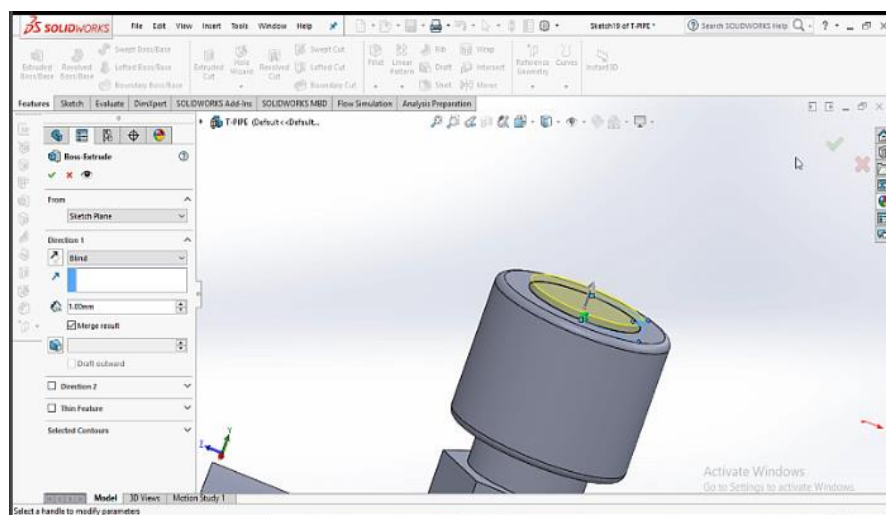 SOLIDWORKS File Edit View Insert Tools Window Help Sketch19 of T-PIPE * Search SOLIDWORKS Help
Extruded Boss/Base Revolved Boss/Base Swept Boss/Base Lofted Boss/Base Boundary Boss/Base Extruded Cut Hole Wizard Revolved Cut Swept Cut Lofted Cut Boundary Cut Fillet Linear Pattern Rib Draft Shell Wrap Intersect Mirror Reference Geometry Curves Instant3D
Features Sketch Evaluate DimXpert SOLIDWORKS Add-Ins SOLIDWORKS MBD Flow Simulation Analysis Preparation
T-PIPE (Default<<Default...
Boss-Extrude
From
Sketch Plane
Direction 1
Blind
1.00mm
Merge result
Draft outward
Direction 2
Thin Feature
Selected Contours
Y
Z
Activate Windows
Go to Settings to activate Windows.
Model 3D Views Motion Study 1
Select a handle to modify parameters